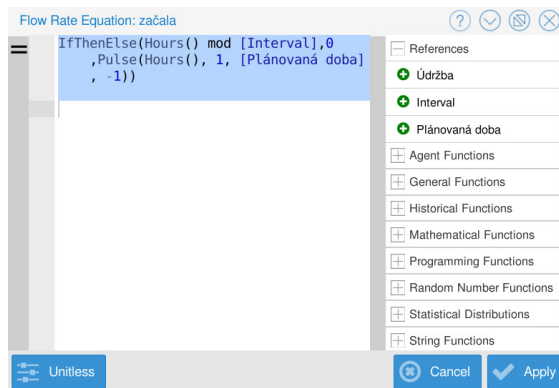 Flow Rate Equation: začala
IfThenElse(Hours() mod [Interval],0
,Pulse(Hours(), 1, [Plánovaná doba]
, -1))
References
Údržba
Interval
Plánovaná doba
Agent Functions
General Functions
Historical Functions
Mathematical Functions
Programming Functions
Random Number Functions
Statistical Distributions
String Functions
Unitless
Cancel
Apply